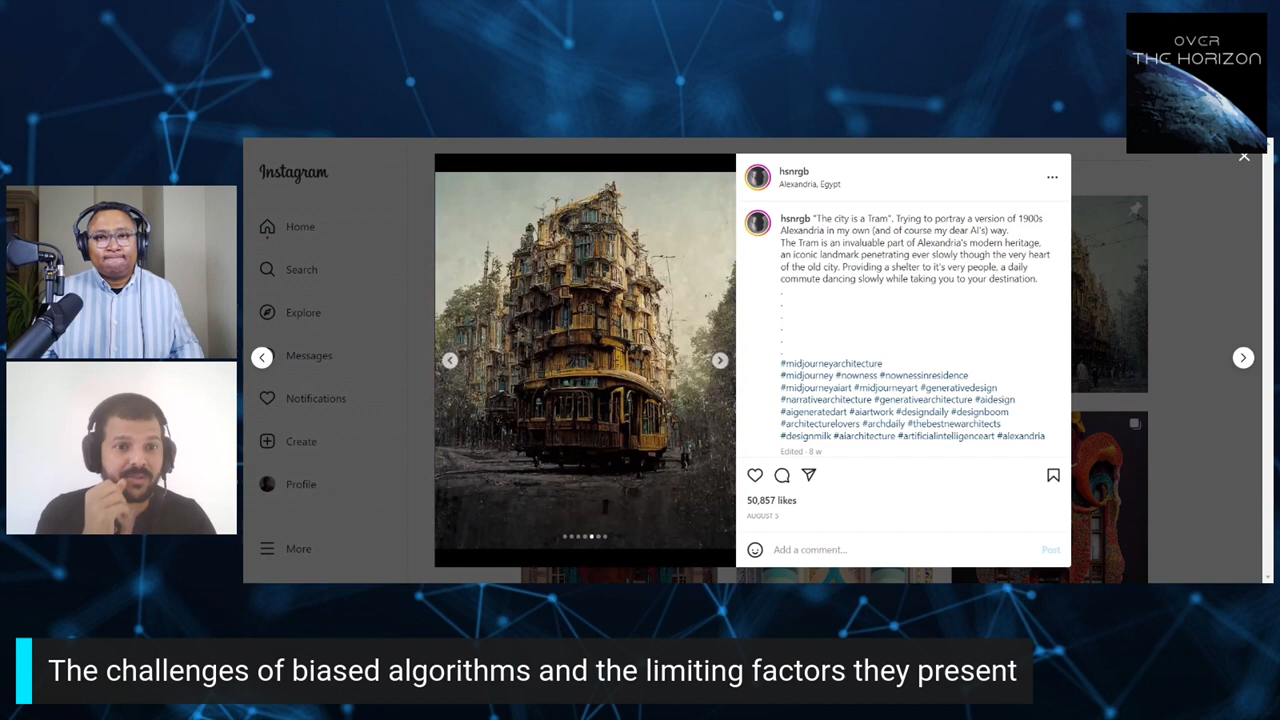 OVER
THE HORIZON
Instagram
Home
Search
Explore
Messages
Notifications
Create
Profile
More
hsnrgb
Alexandria, Egypt
hsnrgb "The city is a Tram". Trying to portray a version of 1900s
Alexandria in my own (and of course my dear AI's) way.
The Tram is an invaluable part of Alexandria's modern heritage,
an iconic landmark penetrating ever slowly though the very heart
of the old city. Providing a shelter to it's very people, a daily
commute dancing slowly while taking you to your destination.
.
.
.
.
.
.
#midjourneyarchitecture
#midjourney #nowness #nownessinresidence
#midjourneyaiart #midjourneyart #generativedesign
#narrativearchitecture #generativearchitecture #aidesign
#aigeneratedart #aiartwork #designdaily #designboom
#architecturelovers #archdaily #thebestnewarchitects
#designmilk #aiarchitecture #artificialintelligenceart #alexandria
Edited · 8 w
50,857 likes
AUGUST 5
Add a comment...
Post
The challenges of biased algorithms and the limiting factors they present